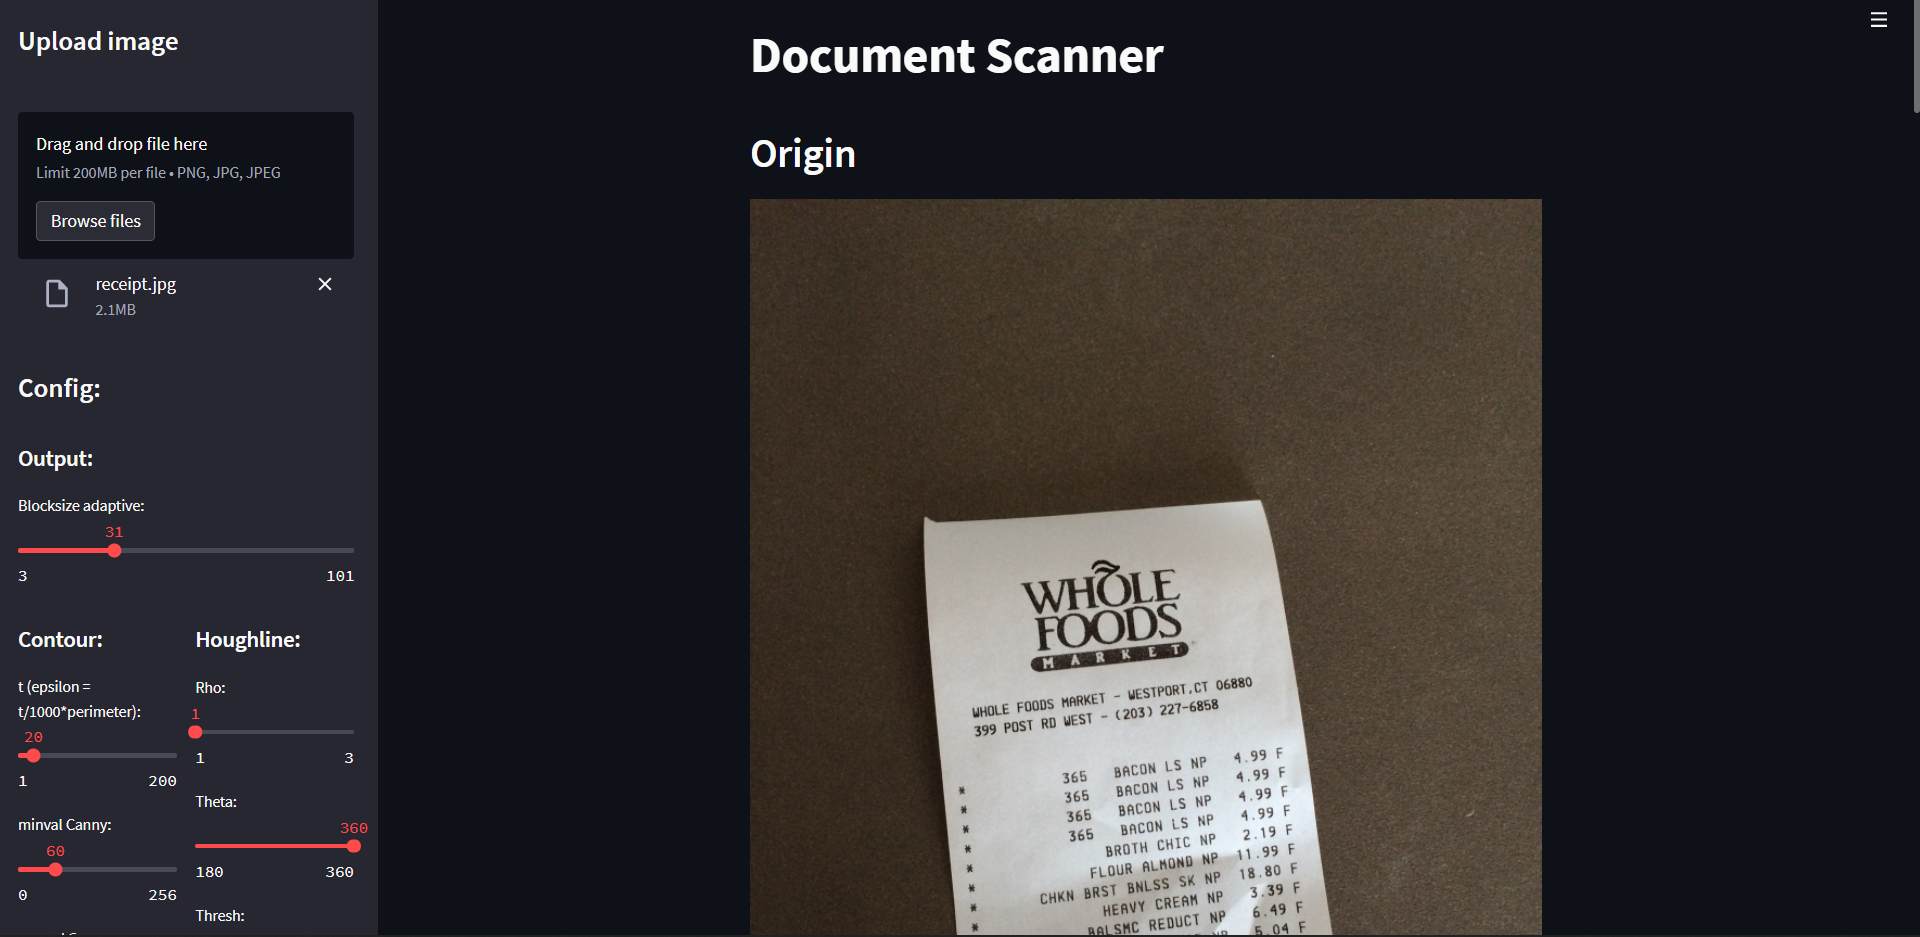 Upload image
Drag and drop file here
Limit 200MB per file • PNG, JPG, JPEG
Browse files
receipt.jpg
2.1MB
Config:
Output:
Blocksize adaptive:
31
3 101
Contour:
t (epsilon =
t/1000*perimeter):
20
1 200
minval Canny:
60
0 256
Houghline:
Rho:
1
1 3
Theta:
360
180 360
Thresh:
Document Scanner
Origin
WHOLE
FOODS
MARKET
WHOLE FOODS MARKET - WESTPORT,CT 06880
399 POST RD WEST - (203) 227-6858
* 365 BACON LS NP 4.99 F
* 365 BACON LS NP 4.99 F
* 365 BACON LS NP 4.99 F
* 365 BACON LS NP 4.99 F
* BROTH CHIC NP 2.19 F
* FLOUR ALMOND NP 11.99 F
* CHKN BRST BNLSS SK NP 18.80 F
* HEAVY CREAM NP 3.39 F
BALSMC REDUCT NP 6.49 F
NP 5.04 F